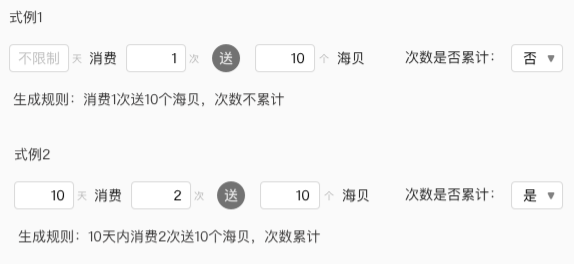 式例1
不限制 天 消费 1 次 送 10 个 海贝 次数是否累计： 否 ▼
生成规则：消费1次送10个海贝，次数不累计
式例2
10 天 消费 2 次 送 10 个 海贝 次数是否累计： 是 ▼
生成规则：10天内消费2次送10个海贝，次数累计